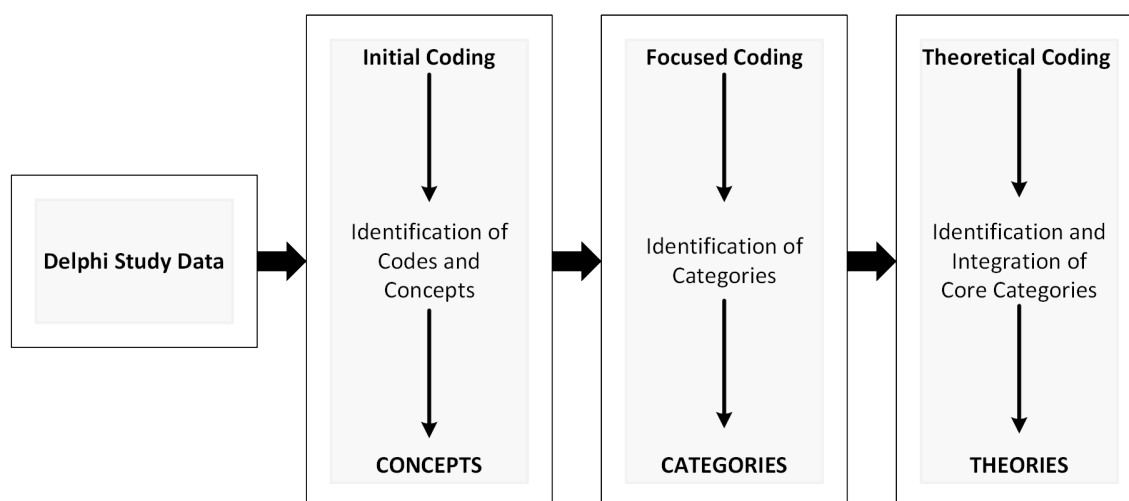 Delphi Study Data
Initial Coding
Identification of
Codes and
Concepts
CONCEPTS
Focused Coding
Identification of
Categories
CATEGORIES
Theoretical Coding
Identification and
Integration of
Core Categories
THEORIES